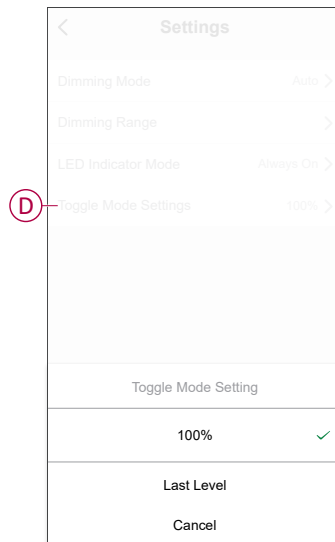 Settings
Dimming Mode Auto
Dimming Range
LED Indicator Mode Always On
D Toggle Mode Settings 100%
Toggle Mode Setting
100%
Last Level
Cancel